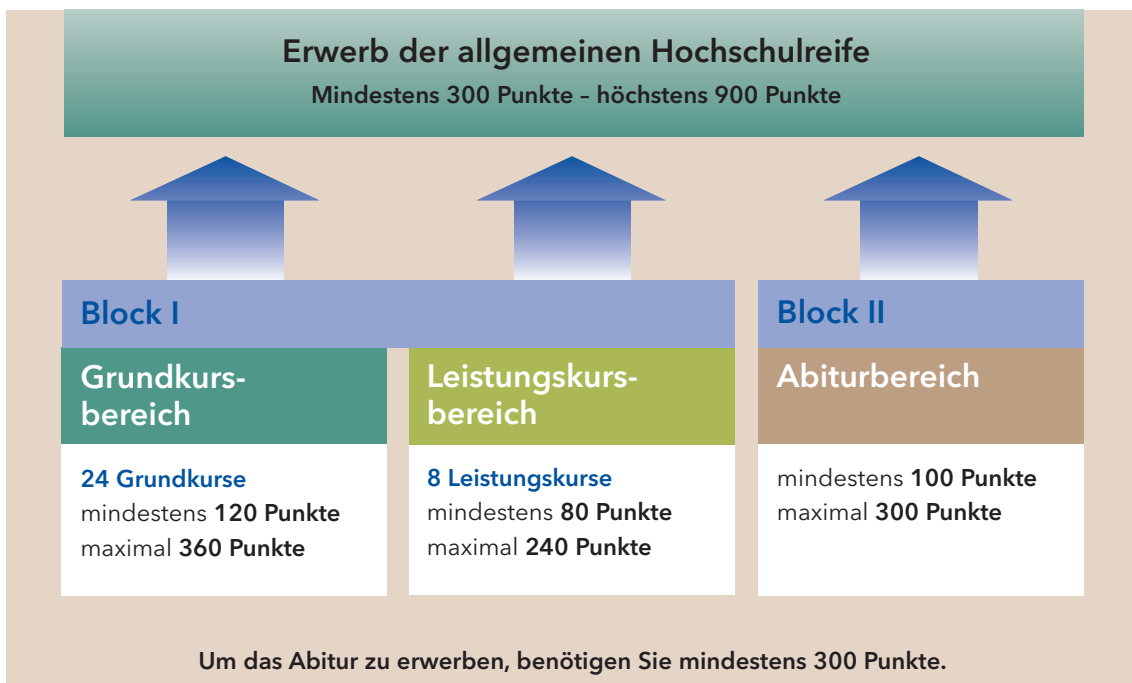 Erwerb der allgemeinen Hochschulreife
Mindestens 300 Punkte – höchstens 900 Punkte
Block I
Grundkurs-
bereich
24 Grundkurse
mindestens 120 Punkte
maximal 360 Punkte
Leistungskurs-
bereich
8 Leistungskurse
mindestens 80 Punkte
maximal 240 Punkte
Block II
Abiturbereich
mindestens 100 Punkte
maximal 300 Punkte
Um das Abitur zu erwerben, benötigen Sie mindestens 300 Punkte.